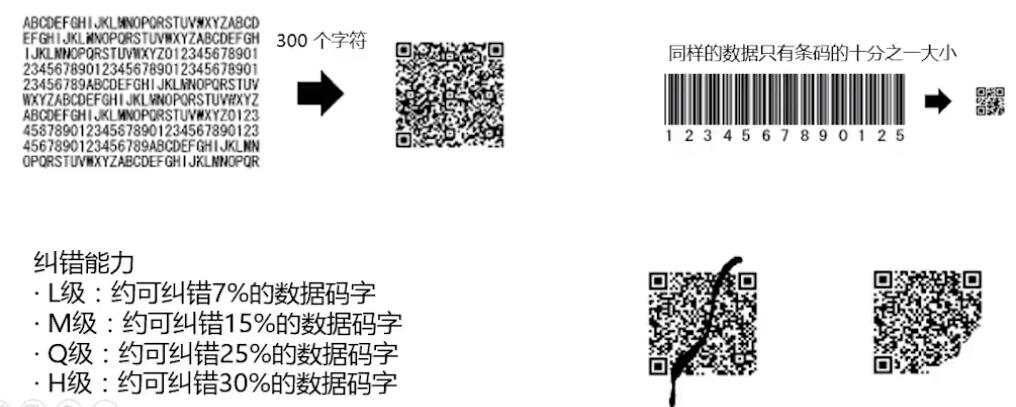 ABCDEFGHIJKLMNOPQRSTUVWXYZABCD
EFGHIJKLMNOPQRSTUVWXYZABCDEFGH
IJKLMNOPQRSTUVWXYZ012345678901
234567890123456789012345678901
23456789ABCDEFGHIJKLMNOPQRSTUV
WXYZABCDEFGHIJKLMNOPQRSTUVWXYZ
ABCDEFGHIJKLMNOPQRSTUVWXYZ0123
456789012345678901234567890123
4567890123456789ABCDEFGHIJKLMN
OPQRSTUVWXYZABCDEFGHIJKLMNOPQR
300 个字符
同样的数据只有条码的十分之一大小
1 2 3 4 5 6 7 8 9 0 1 2 5
纠错能力
· L级：约可纠错7%的数据码字
· M级：约可纠错15%的数据码字
· Q级：约可纠错25%的数据码字
· H级：约可纠错30%的数据码字